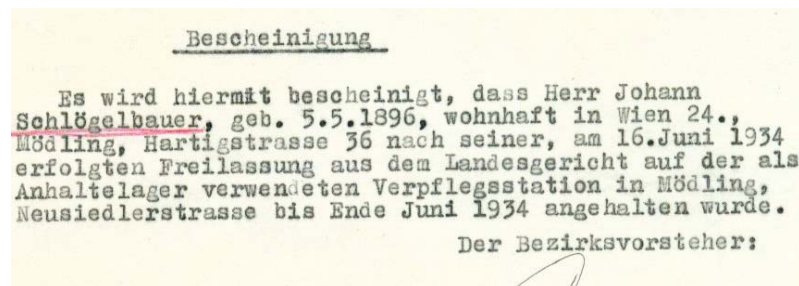 Bescheinigung
Es wird hiermit bescheinigt, dass Herr Johann
Schlögelbauer, geb. 5.5.1896, wohnhaft in Wien 24.,
Mödling, Hartigstrasse 36 nach seiner, am 16.Juni 1934
erfolgten Freilassung aus dem Landesgericht auf der als
Anhaltelager verwendeten Verpflegsstation in Mödling,
Neusiedlerstrasse bis Ende Juni 1934 angehalten wurde.
Der Bezirksvorsteher: